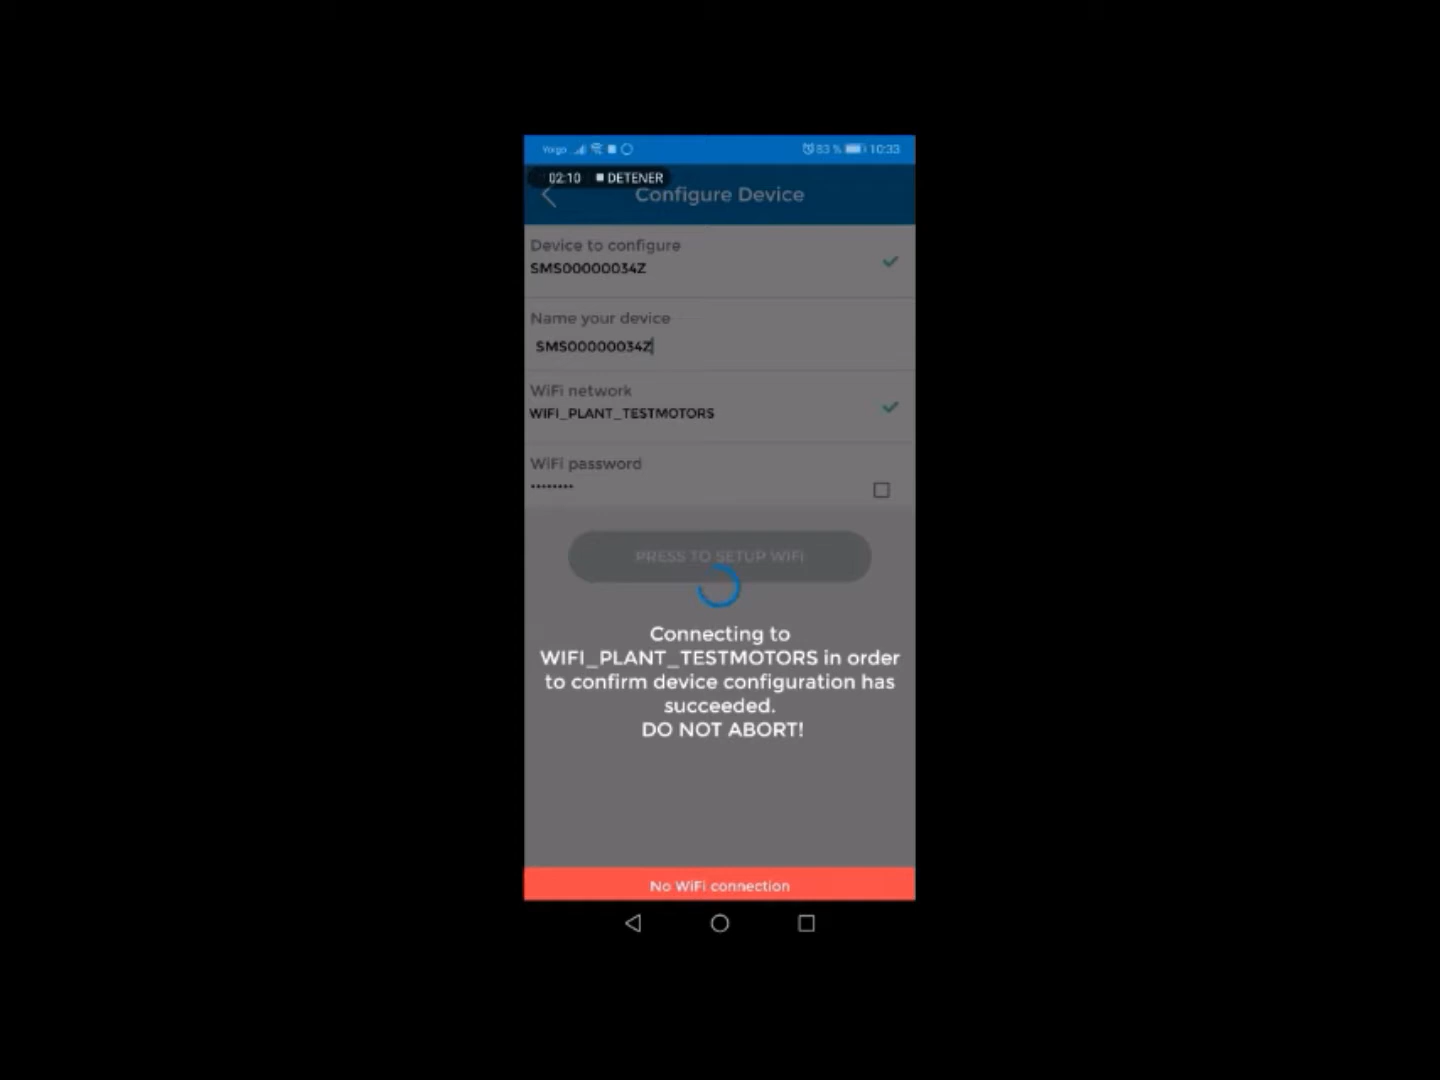 Yoigo 83 % 10:33
02:10 DETENER
Configure Device
Device to configure
SMS00000034Z
Name your device
SMS00000034Z
WiFi network
WIFI_PLANT_TESTMOTORS
WiFi password
••••••••
PRESS TO SETUP WIFI
Connecting to
WIFI_PLANT_TESTMOTORS in order
to confirm device configuration has
succeeded.
DO NOT ABORT!
No WiFi connection